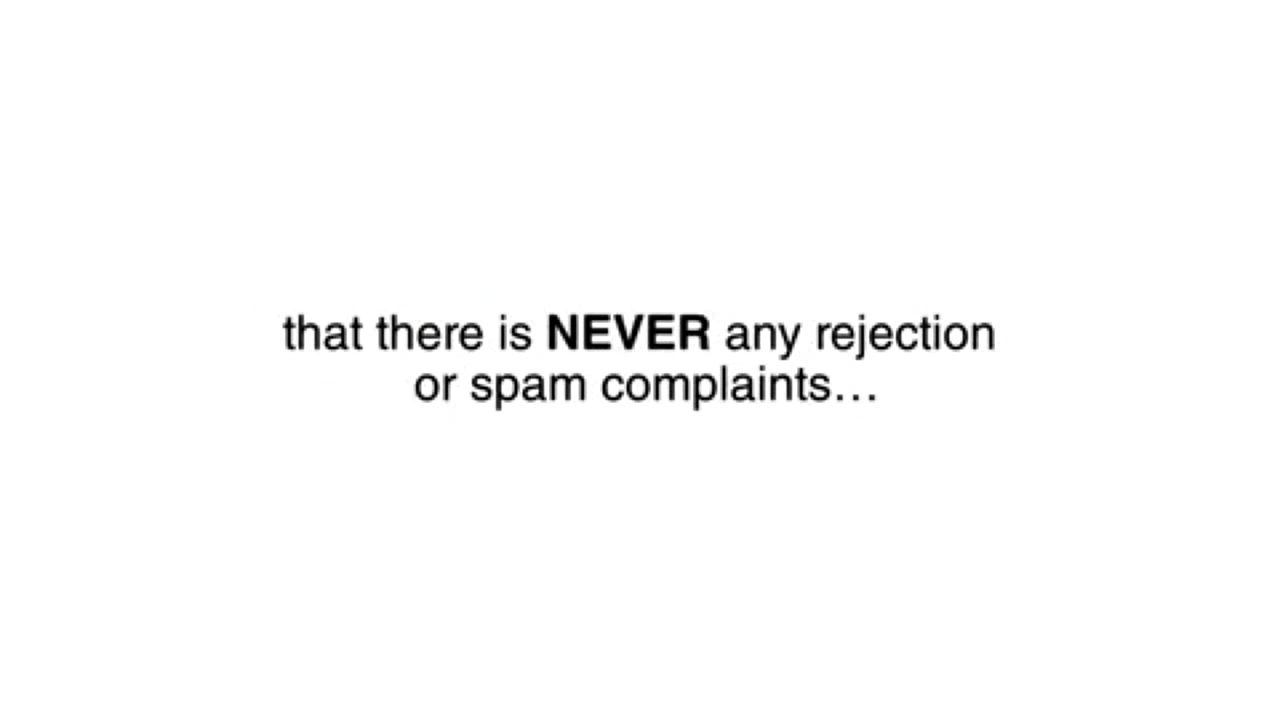 that there is NEVER any rejection
or spam complaints…